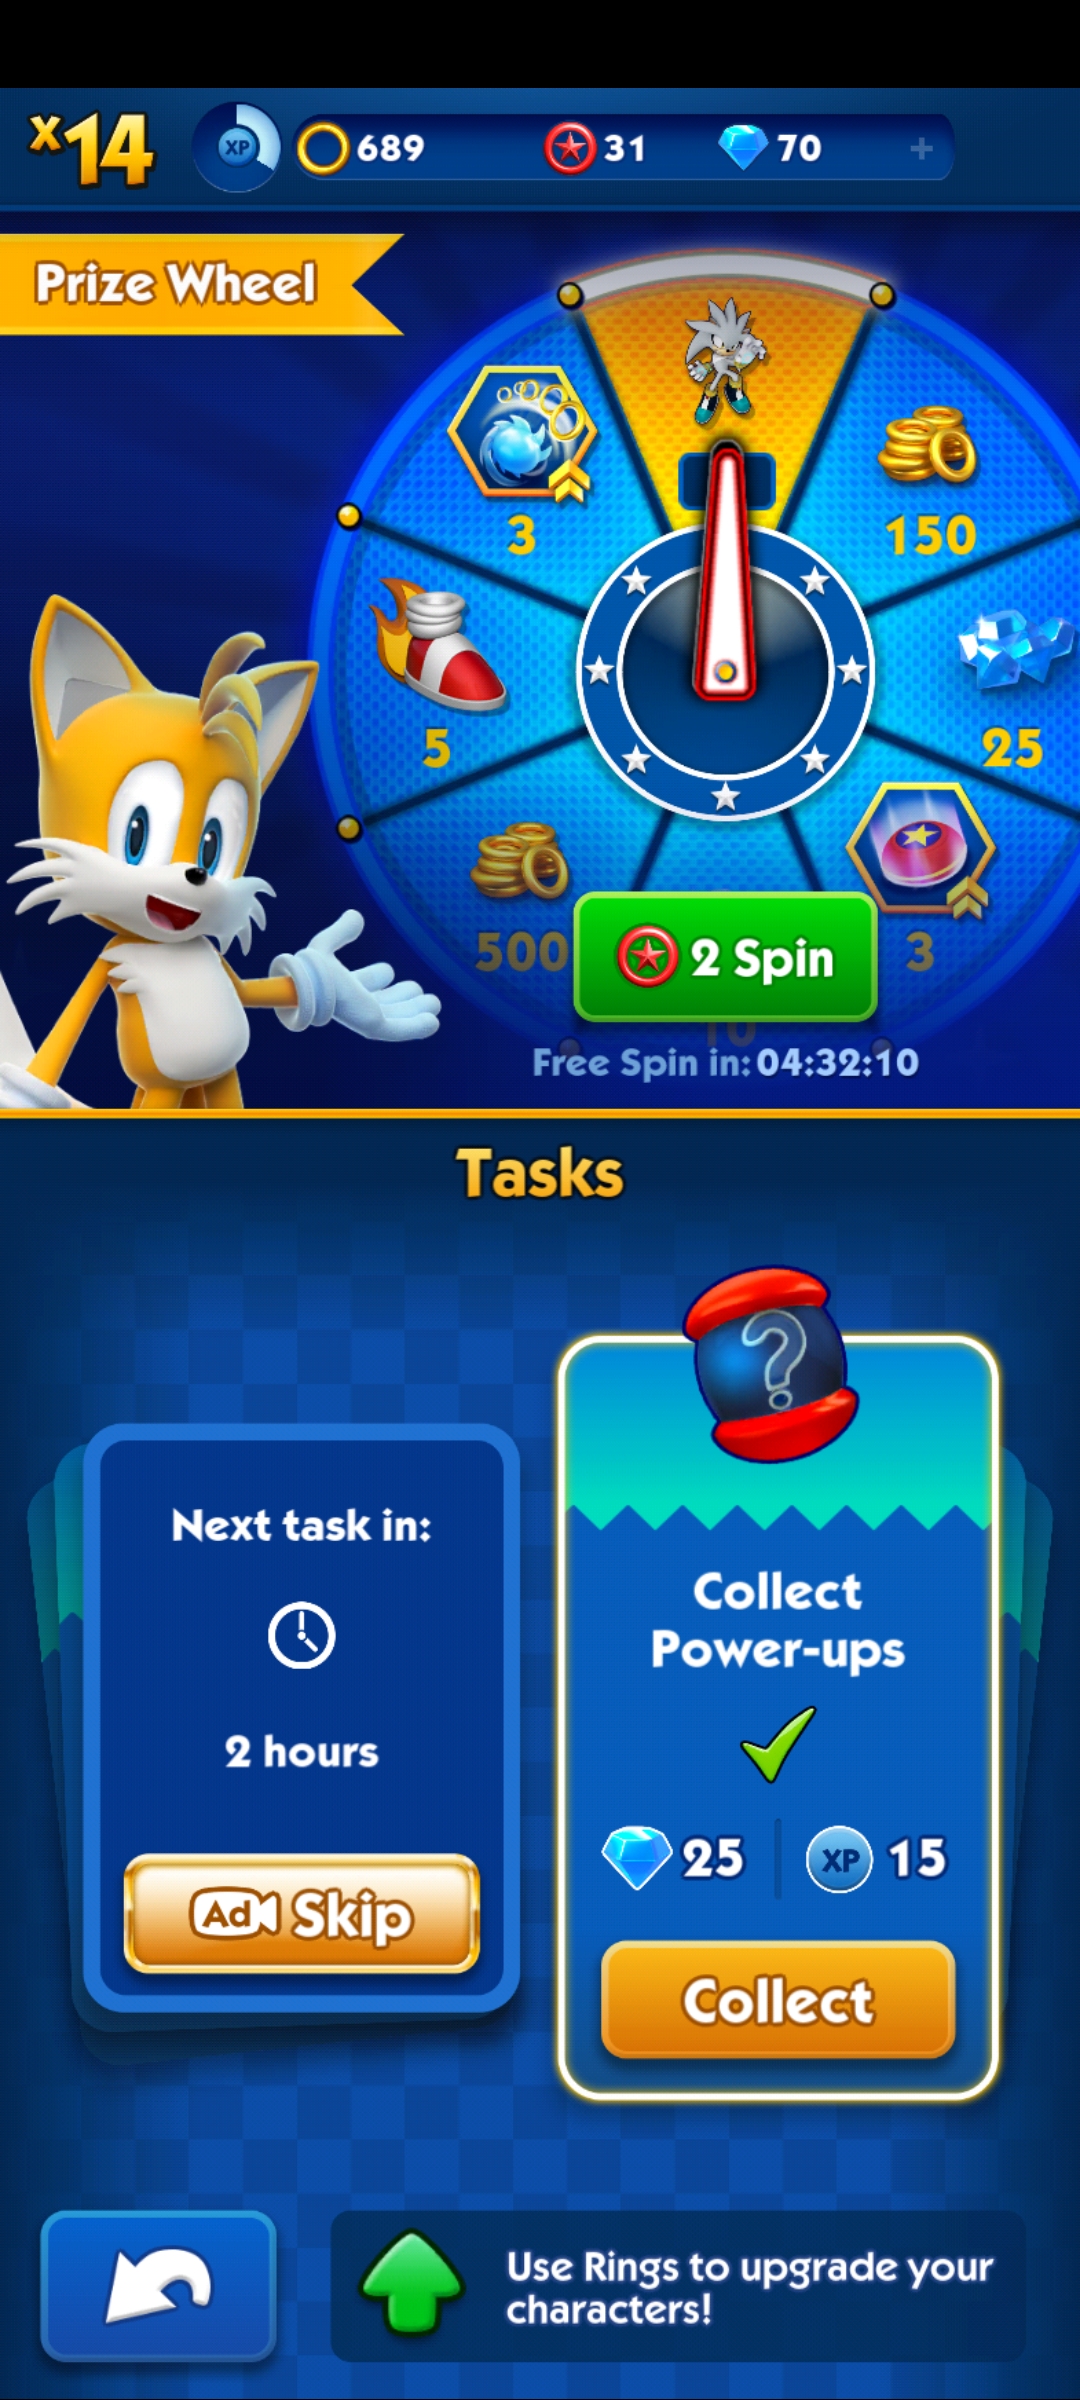 x14
XP
689
31
70
+
Prize Wheel
3
150
5
25
500
2 Spin
3
10
Free Spin in: 04:32:10
Tasks
?
Next task in:
2 hours
Ad Skip
Collect
Power-ups
25
XP 15
Collect
Use Rings to upgrade your
characters!